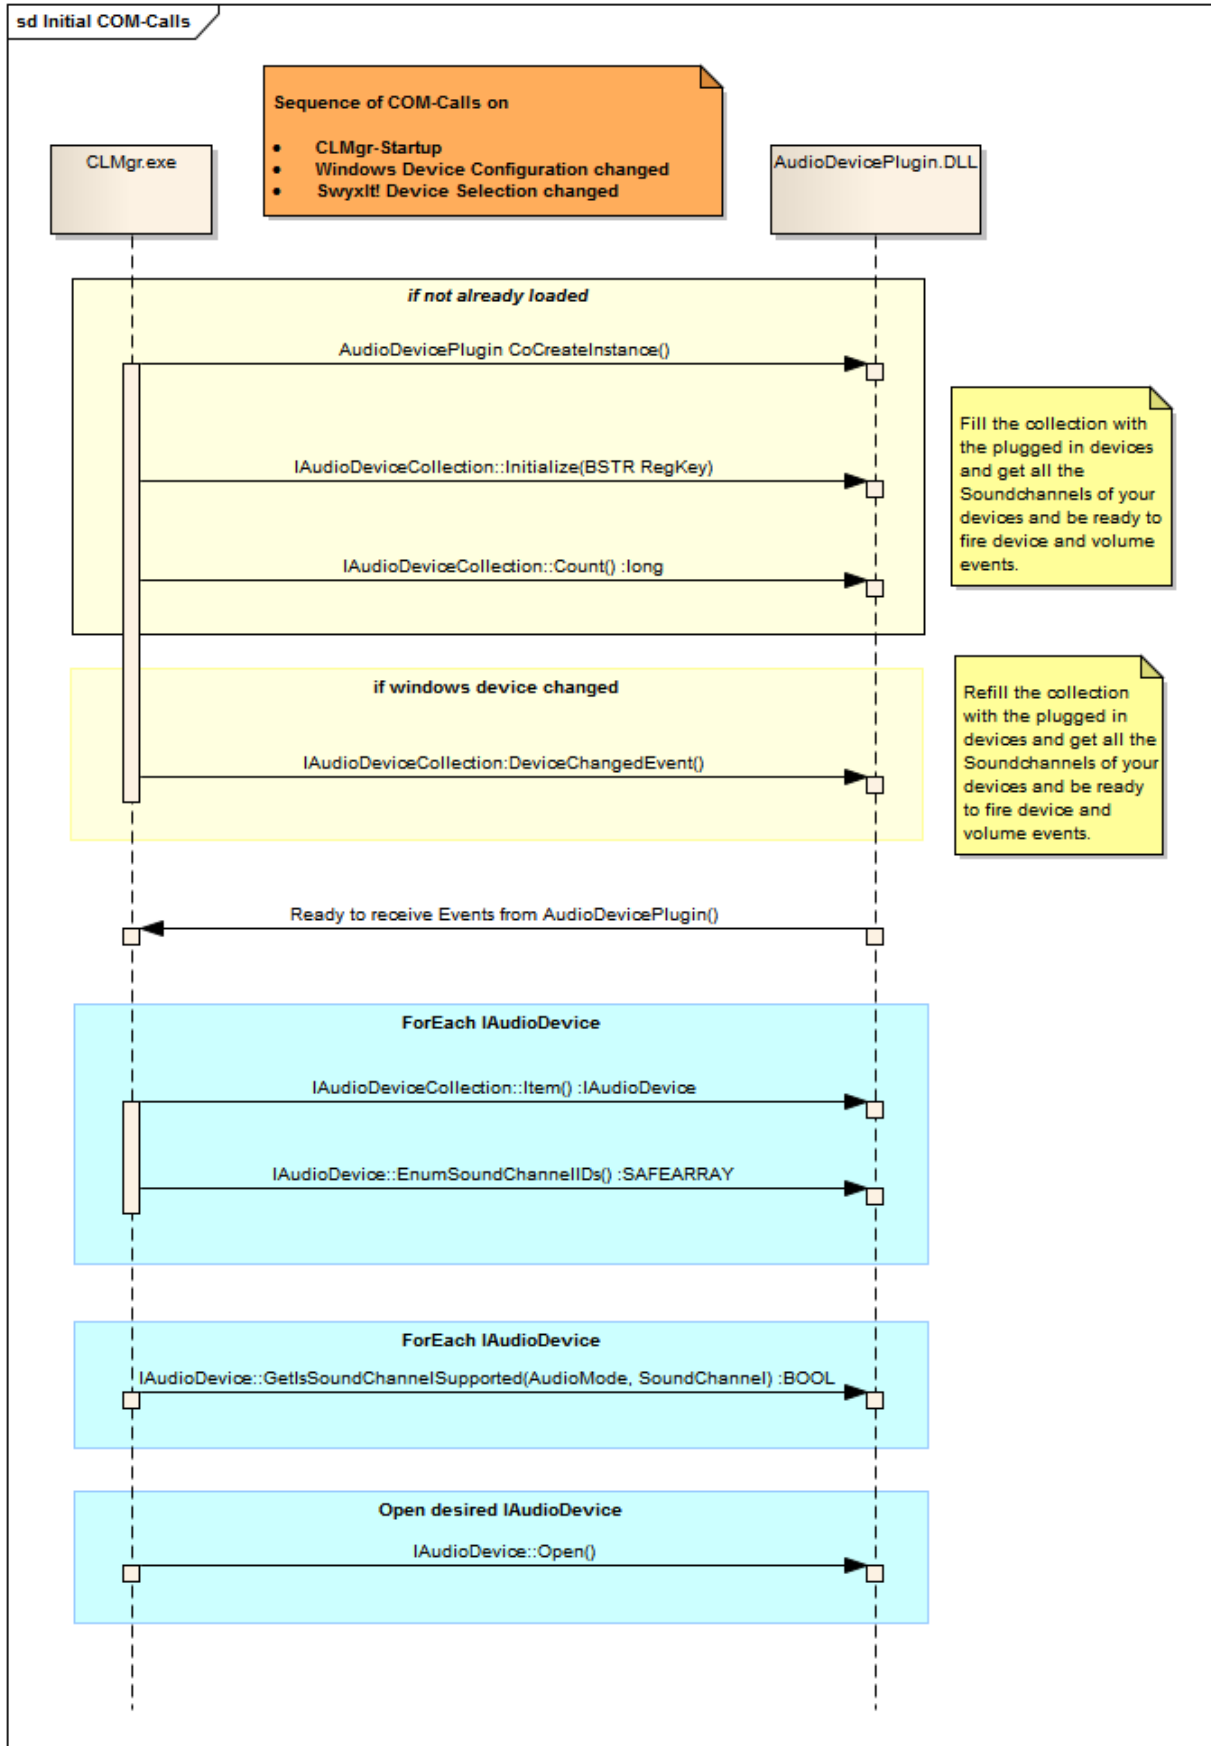 sd Initial COM-Calls
Sequence of COM-Calls on
• CLMgr-Startup
• Windows Device Configuration changed
• SwyxIt! Device Selection changed
CLMgr.exe
AudioDevicePlugin.DLL
if not already loaded
AudioDevicePlugin CoCreateInstance()
IAudioDeviceCollection::Initialize(BSTR RegKey)
IAudioDeviceCollection::Count() :long
Fill the collection with
the plugged in devices
and get all the
Soundchannels of your
devices and be ready to
fire device and volume
events.
if windows device changed
IAudioDeviceCollection:DeviceChangedEvent()
Refill the collection
with the plugged in
devices and get all the
Soundchannels of your
devices and be ready
to fire device and
volume events.
Ready to receive Events from AudioDevicePlugin()
ForEach IAudioDevice
IAudioDeviceCollection::Item() :IAudioDevice
IAudioDevice::EnumSoundChannelIDs() :SAFEARRAY
ForEach IAudioDevice
IAudioDevice::GetIsSoundChannelSupported(AudioMode, SoundChannel) :BOOL
Open desired IAudioDevice
IAudioDevice::Open()